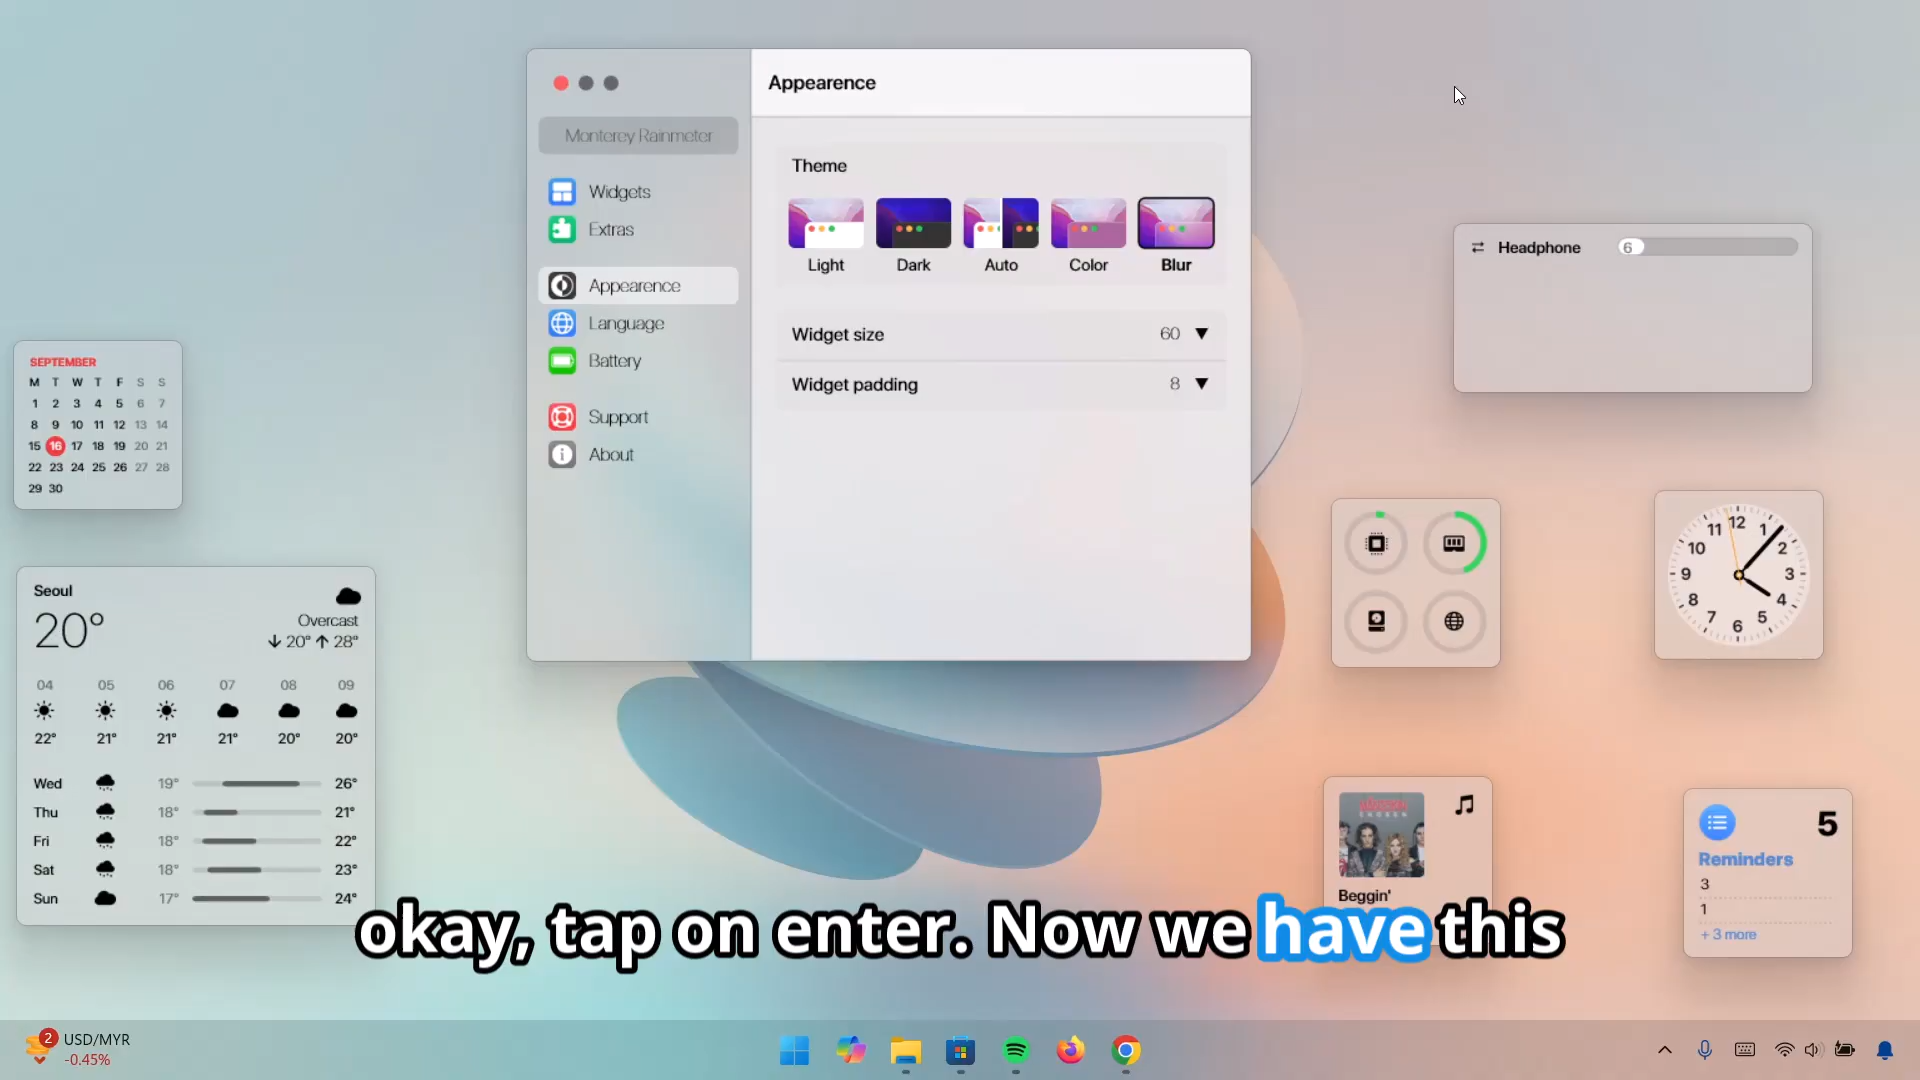 Appearence
Monterey Rainmeter
Widgets
Extras
Appearence
Language
Battery
Support
About
Theme
Light Dark Auto Color Blur
Widget size 60
Widget padding 8
Headphone 6
SEPTEMBER
M T W T F S S
1 2 3 4 5 6 7
8 9 10 11 12 13 14
15 16 17 18 19 20 21
22 23 24 25 26 27 28
29 30
Seoul
20°
Overcast
↓ 20° ↑ 28°
04 05 06 07 08 09
22° 21° 21° 21° 20° 20°
Wed 19° 26°
Thu 18° 21°
Fri 18° 22°
Sat 18° 23°
Sun 17° 24°
12
1
2
3
4
5
6
7
8
9
10
11
Beggin'
5
Reminders
3
1
+ 3 more
okay, tap on enter. Now we have this
2
USD/MYR
-0.45%